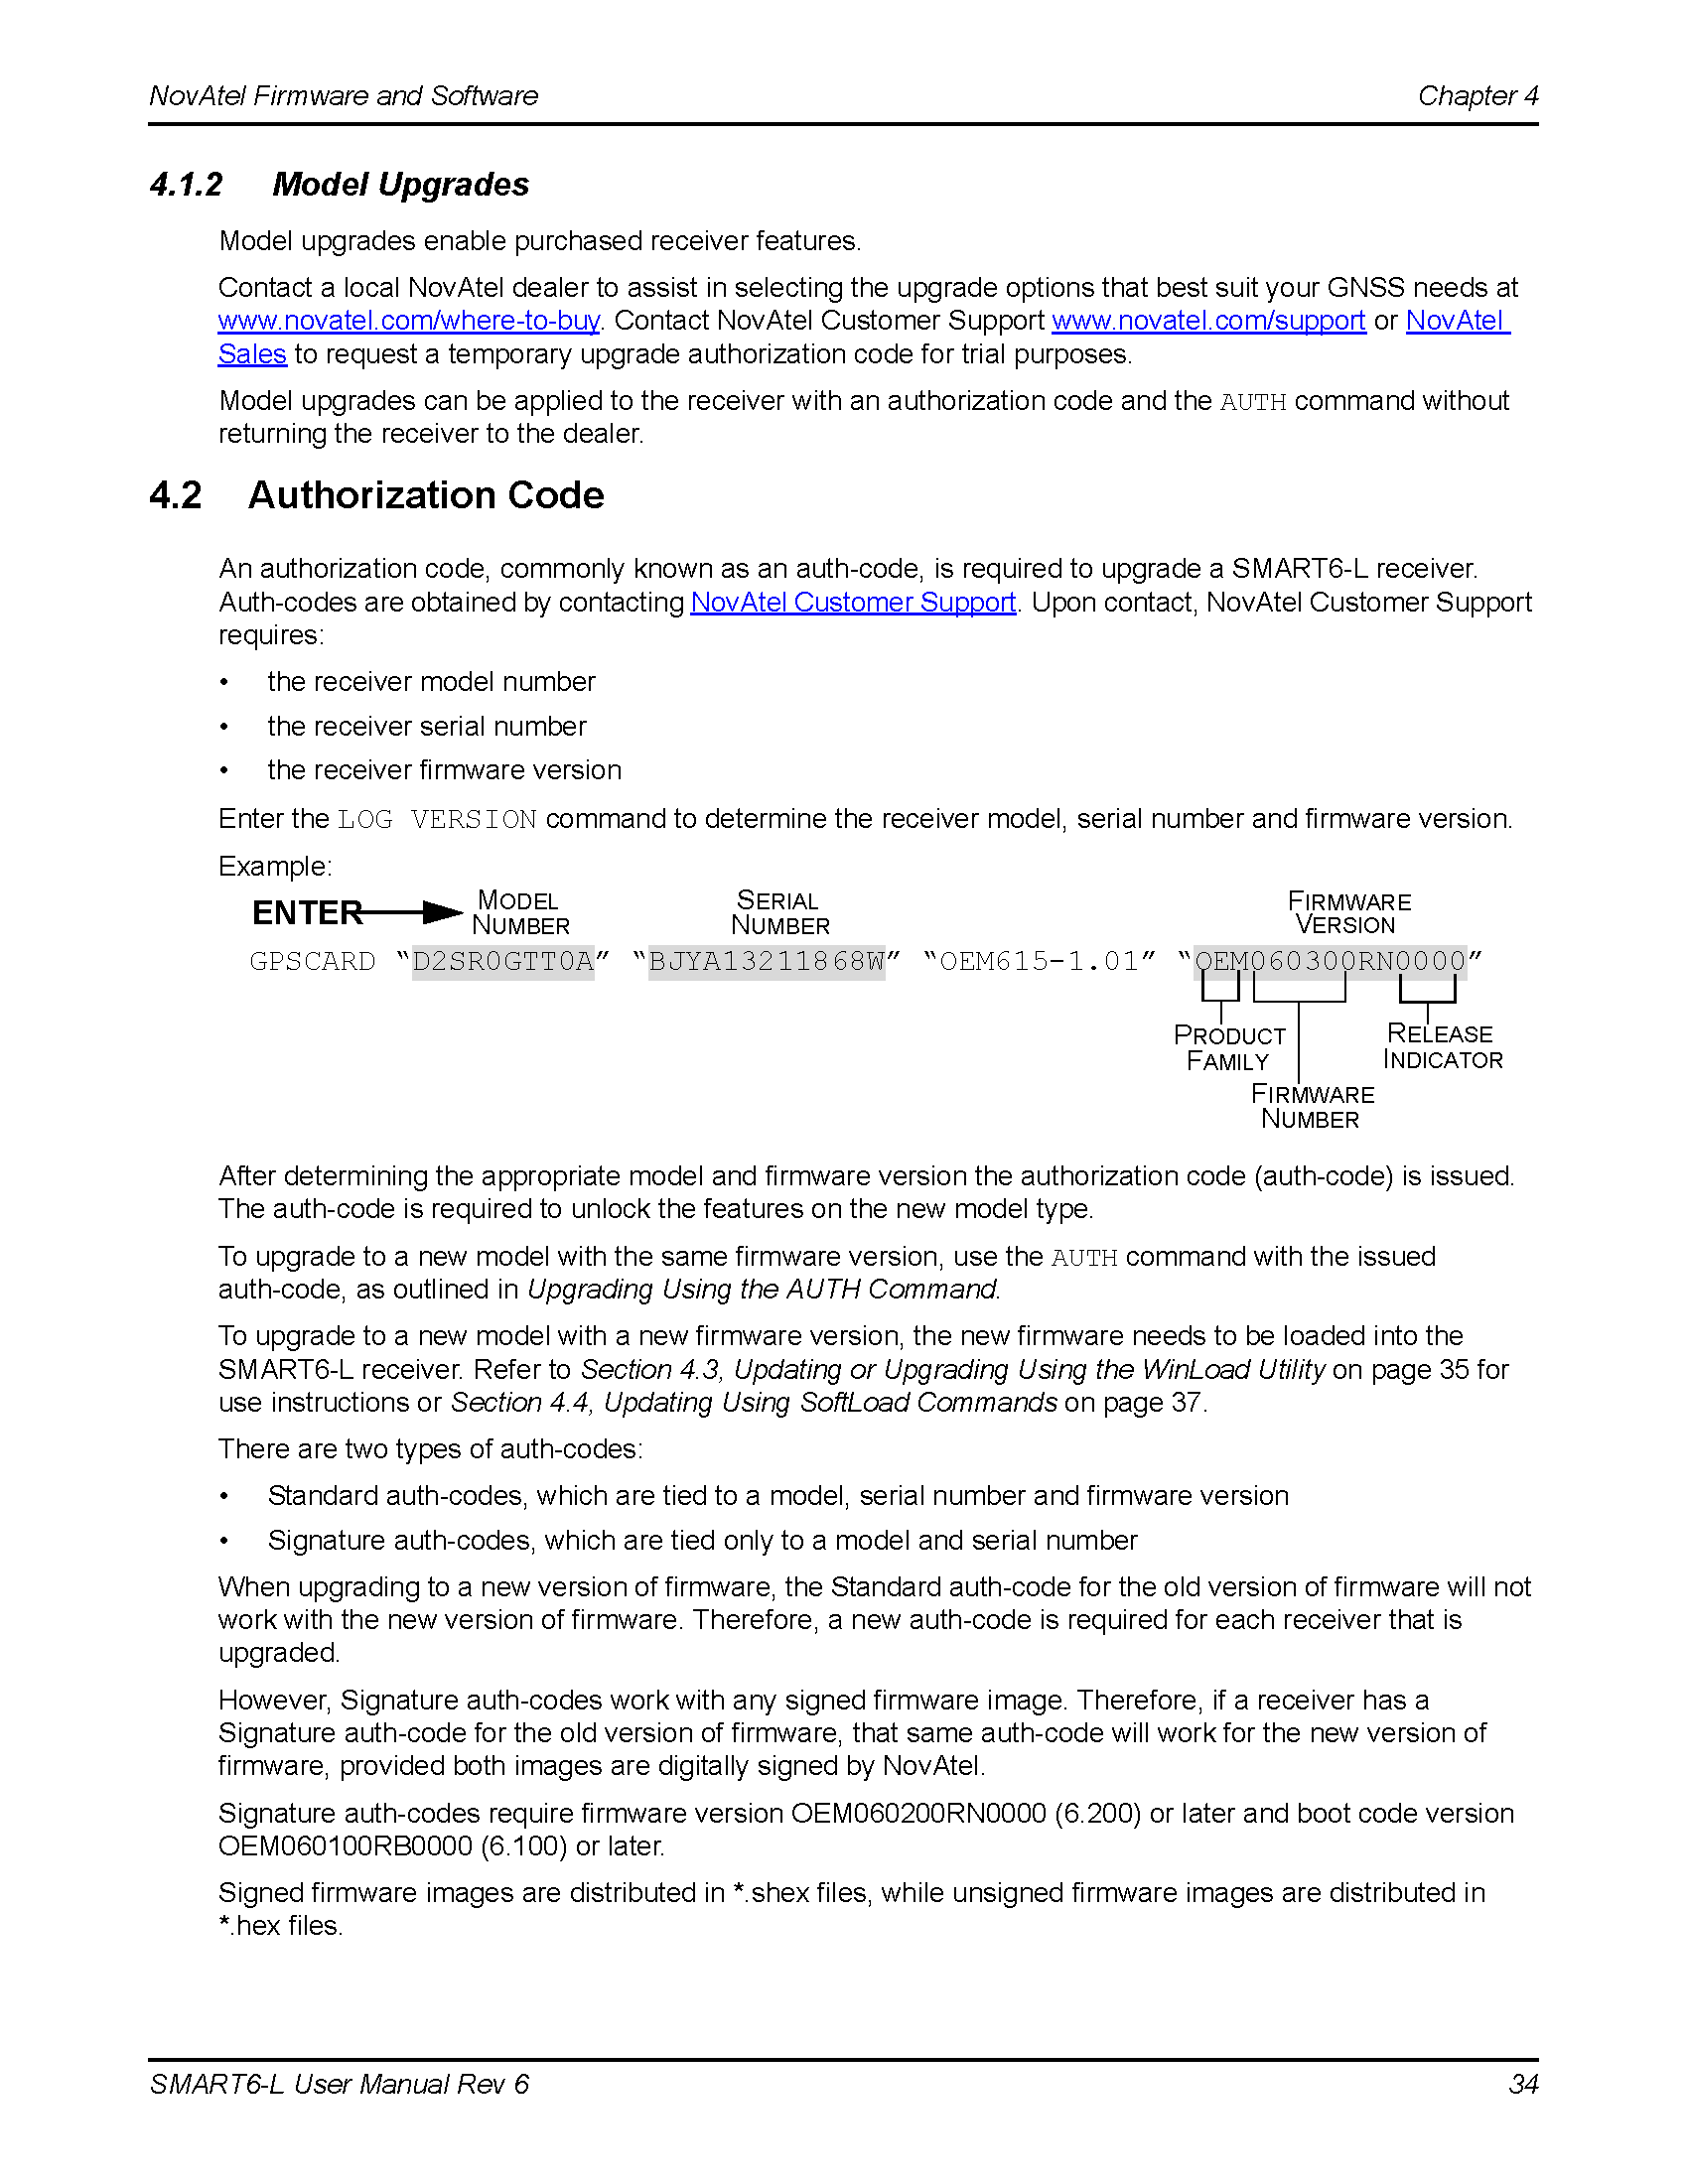 NovAtel Firmware and Software Chapter 4
4.1.2 Model Upgrades
Model upgrades enable purchased receiver features.
Contact a local NovAtel dealer to assist in selecting the upgrade options that best suit your GNSS needs at
www.novatel.com/where-to-buy. Contact NovAtel Customer Support www.novatel.com/support or NovAtel
Sales to request a temporary upgrade authorization code for trial purposes.
Model upgrades can be applied to the receiver with an authorization code and the AUTH command without
returning the receiver to the dealer.
4.2 Authorization Code
An authorization code, commonly known as an auth-code, is required to upgrade a SMART6-L receiver.
Auth-codes are obtained by contacting NovAtel Customer Support. Upon contact, NovAtel Customer Support
requires:
• the receiver model number
• the receiver serial number
• the receiver firmware version
Enter the LOG VERSION command to determine the receiver model, serial number and firmware version.
Example:
ENTER
MODEL
NUMBER
SERIAL
NUMBER
FIRMWARE
VERSION
GPSCARD “D2SR0GTT0A” “BJYA13211868W” “OEM615-1.01” “OEM060300RN0000”
PRODUCT
FAMILY
RELEASE
INDICATOR
FIRMWARE
NUMBER
After determining the appropriate model and firmware version the authorization code (auth-code) is issued.
The auth-code is required to unlock the features on the new model type.
To upgrade to a new model with the same firmware version, use the AUTH command with the issued
auth-code, as outlined in Upgrading Using the AUTH Command.
To upgrade to a new model with a new firmware version, the new firmware needs to be loaded into the
SMART6-L receiver. Refer to Section 4.3, Updating or Upgrading Using the WinLoad Utility on page 35 for
use instructions or Section 4.4, Updating Using SoftLoad Commands on page 37.
There are two types of auth-codes:
• Standard auth-codes, which are tied to a model, serial number and firmware version
• Signature auth-codes, which are tied only to a model and serial number
When upgrading to a new version of firmware, the Standard auth-code for the old version of firmware will not
work with the new version of firmware. Therefore, a new auth-code is required for each receiver that is
upgraded.
However, Signature auth-codes work with any signed firmware image. Therefore, if a receiver has a
Signature auth-code for the old version of firmware, that same auth-code will work for the new version of
firmware, provided both images are digitally signed by NovAtel.
Signature auth-codes require firmware version OEM060200RN0000 (6.200) or later and boot code version
OEM060100RB0000 (6.100) or later.
Signed firmware images are distributed in *.shex files, while unsigned firmware images are distributed in
*.hex files.
SMART6-L User Manual Rev 6 34